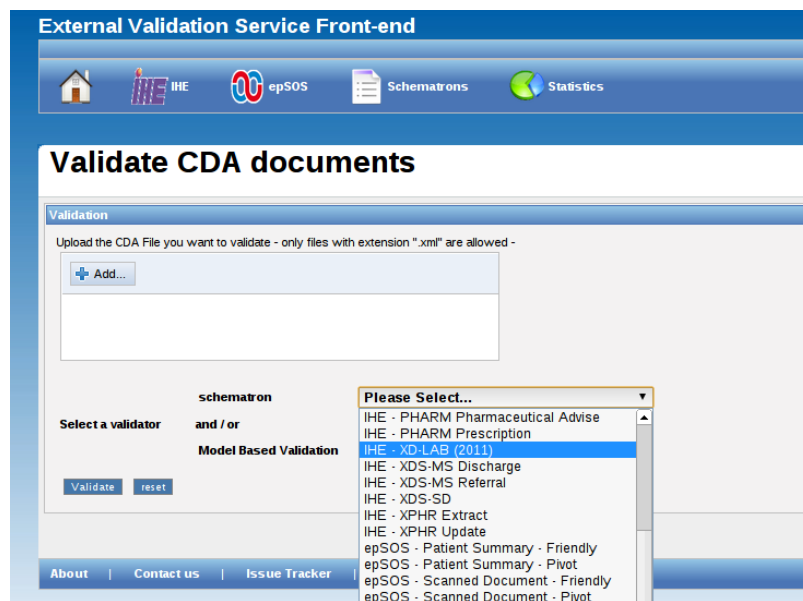 External Validation Service Front-end
IHE IHE epSOS Schematrons Statistics
Validate CDA documents
Validation
Upload the CDA File you want to validate - only files with extension ".xml" are allowed -
Add...
schematron Please Select...
Select a validator and / or
Model Based Validation
IHE - PHARM Pharmaceutical Advise
IHE - PHARM Prescription
IHE - XD-LAB (2011)
IHE - XDS-MS Discharge
IHE - XDS-MS Referral
IHE - XDS-SD
IHE - XPHR Extract
IHE - XPHR Update
epSOS - Patient Summary - Friendly
epSOS - Patient Summary - Pivot
epSOS - Scanned Document - Friendly
epSOS - Scanned Document - Pivot
Validate reset
About | Contact us | Issue Tracker |